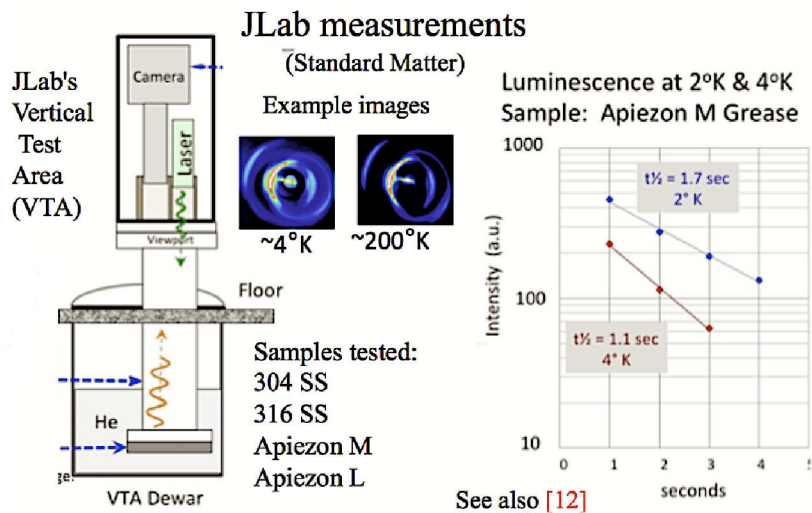 JLab measurements
(Standard Matter)
JLab's
Vertical
Test
Area
(VTA)
Camera
Laser
Viewport
Floor
He
VTA Dewar
Example images
~4°K
~200°K
Samples tested:
304 SS
316 SS
Apiezon M
Apiezon L
Luminescence at 2°K & 4°K
Sample: Apiezon M Grease
Intensity (a.u.)
1000
100
10
t½ = 1.7 sec
2° K
t½ = 1.1 sec
4° K
0 1 2 3 4
seconds
See also [12]